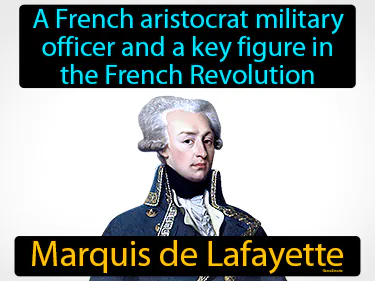 A French aristocrat military
officer and a key figure in
the French Revolution
Marquis de Lafayette